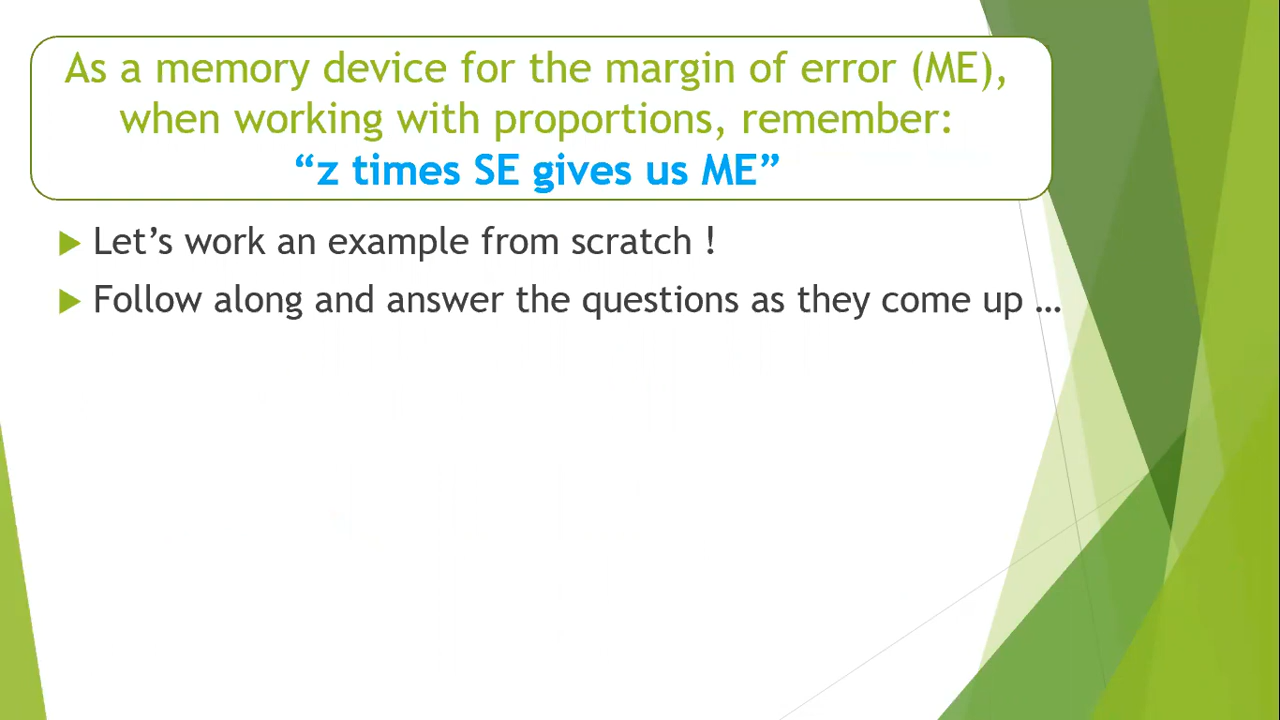 As a memory device for the margin of error (ME),
when working with proportions, remember:
“z times SE gives us ME”
Let’s work an example from scratch !
Follow along and answer the questions as they come up …